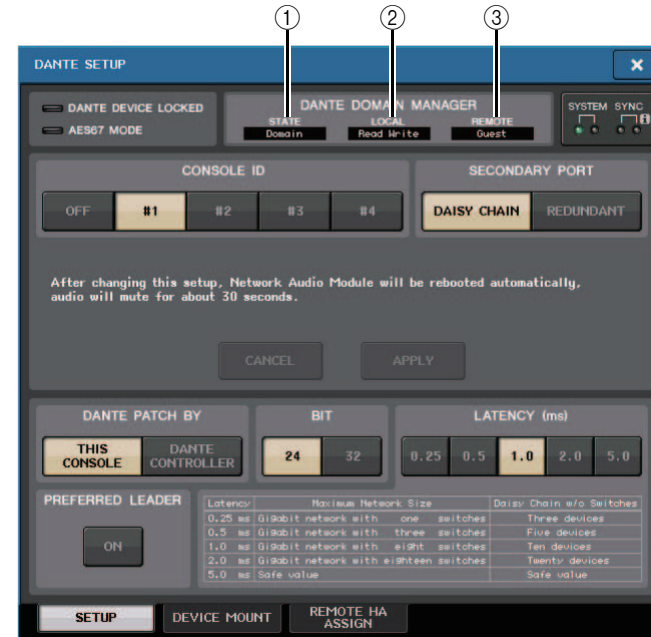 ① ② ③
DANTE SETUP
DANTE DEVICE LOCKED
AES67 MODE
DANTE DOMAIN MANAGER
STATE LOCAL REMOTE
Domain Read Write Guest
SYSTEM SYNC
CONSOLE ID
OFF #1 #2 #3 #4
SECONDARY PORT
DAISY CHAIN REDUNDANT
After changing this setup, Network Audio Module will be rebooted automatically,
audio will mute for about 30 seconds.
CANCEL APPLY
DANTE PATCH BY
THIS CONSOLE DANTE CONTROLLER
BIT
24 32
LATENCY (ms)
0.25 0.5 1.0 2.0 5.0
PREFERRED LEADER
ON
Latency Maximum Network Size Daisy Chain w/o Switches
0.25 ms Gigabit network with one switches Three devices
0.5 ms Gigabit network with three switches Five devices
1.0 ms Gigabit network with eight switches Ten devices
2.0 ms Gigabit network with eighteen switches Twenty devices
5.0 ms Safe value Safe value
SETUP DEVICE MOUNT REMOTE HA ASSIGN